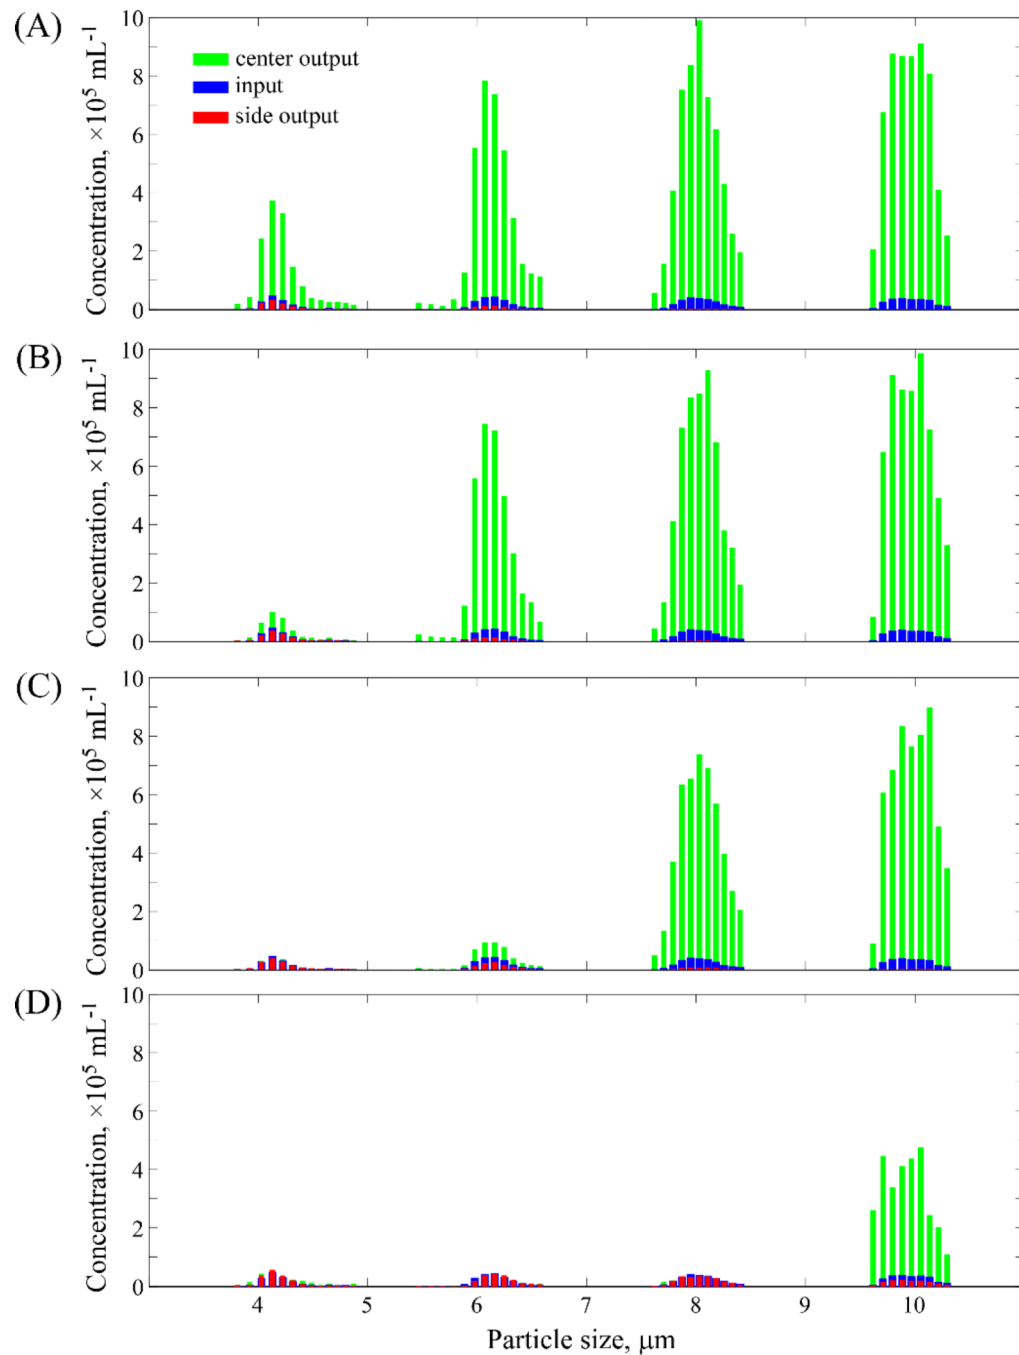 (A)
Concentration, ×10⁵ mL⁻¹
10
8
6
4
2
0
center output
input
side output
(B)
Concentration, ×10⁵ mL⁻¹
10
8
6
4
2
0
(C)
Concentration, ×10⁵ mL⁻¹
10
8
6
4
2
0
(D)
Concentration, ×10⁵ mL⁻¹
10
8
6
4
2
0
4 5 6 7 8 9 10
Particle size, μm